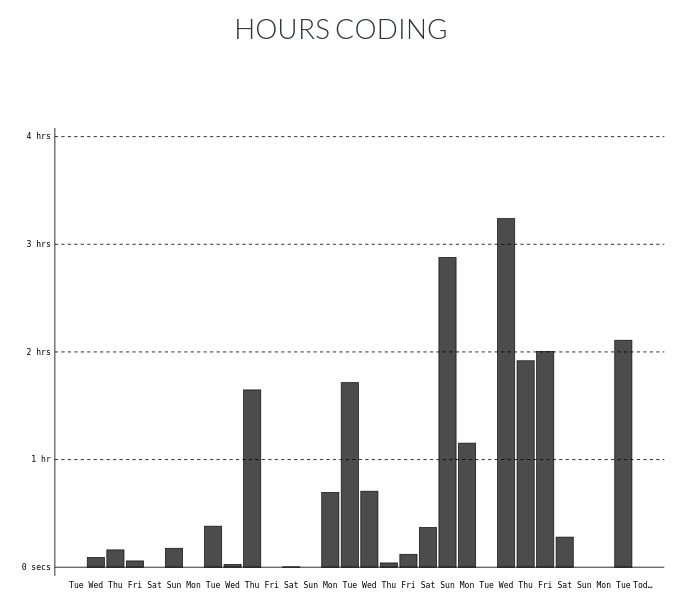 HOURS CODING
4 hrs
3 hrs
2 hrs
1 hr
0 secs
Tue Wed Thu Fri Sat Sun Mon Tue Wed Thu Fri Sat Sun Mon Tue Wed Thu Fri Sat Sun Mon Tue Wed Thu Fri Sat Sun Mon Tue Tod…